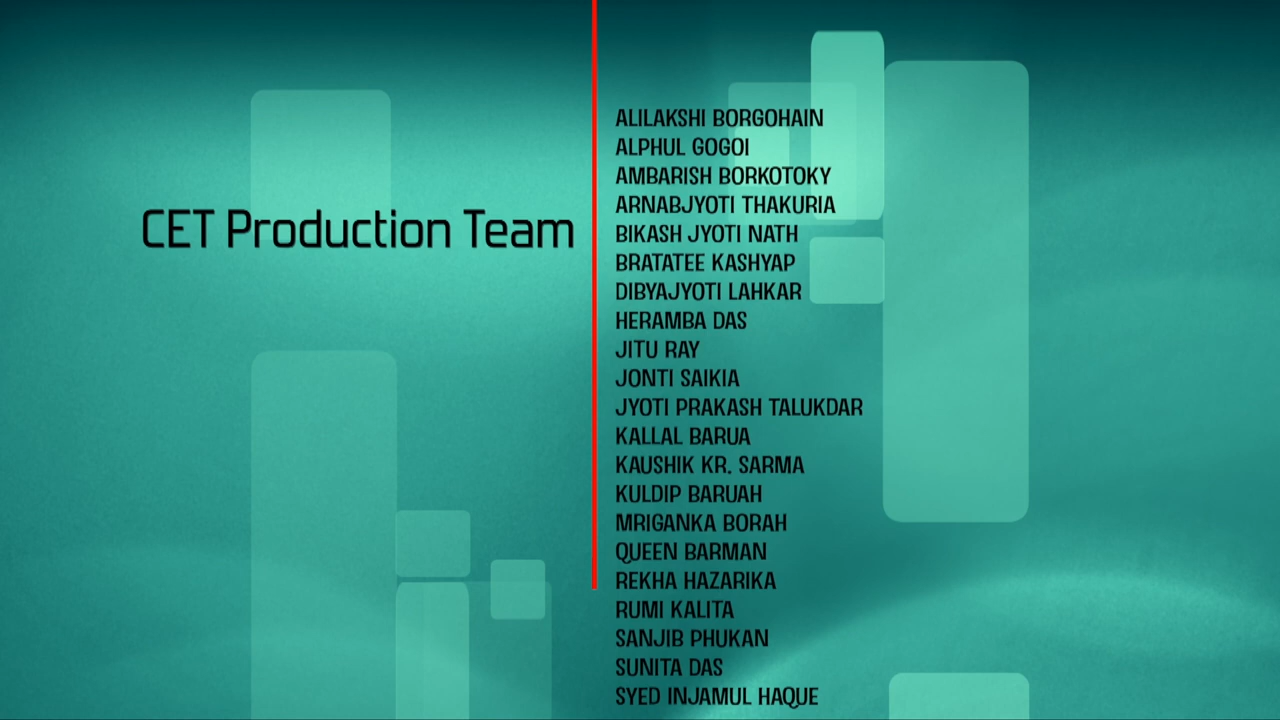 CET Production Team
ALILAKSHI BORGOHAIN
ALPHUL GOGOI
AMBARISH BORKOTOKY
ARNABJYOTI THAKURIA
BIKASH JYOTI NATH
BRATATEE KASHYAP
DIBYAJYOTI LAHKAR
HERAMBA DAS
JITU RAY
JONTI SAIKIA
JYOTI PRAKASH TALUKDAR
KALLAL BARUA
KAUSHIK KR. SARMA
KULDIP BARUAH
MRIGANKA BORAH
QUEEN BARMAN
REKHA HAZARIKA
RUMI KALITA
SANJIB PHUKAN
SUNITA DAS
SYED INJAMUL HAQUE